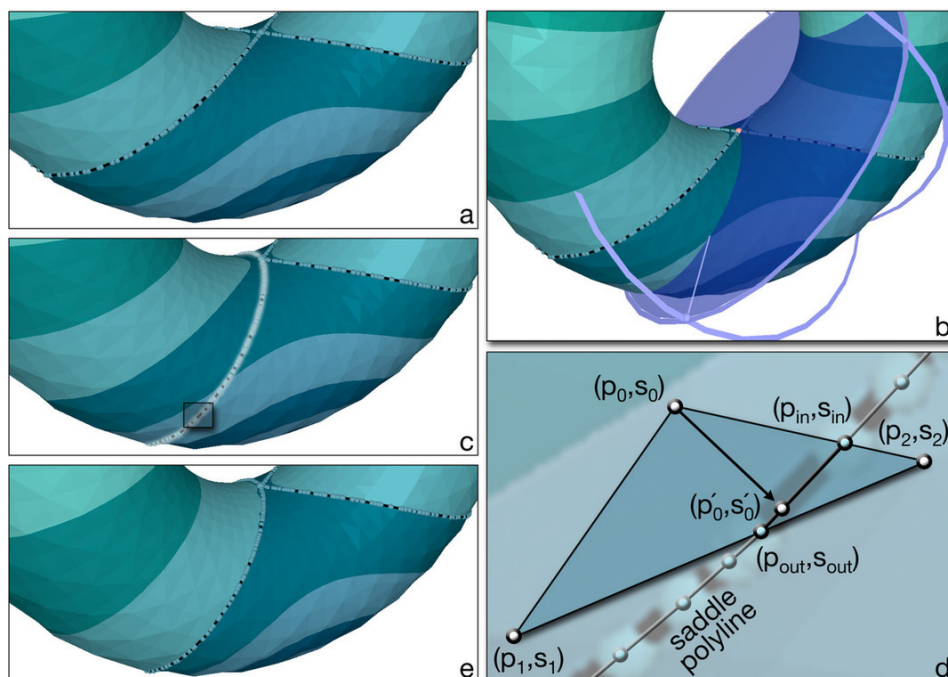 a
b
c
(p₀,s₀)
(pᵢₙ,sᵢₙ)
(p₂,s₂)
(p′₀,s′₀)
(pₒᵤₜ,sₒᵤₜ)
saddle
polyline
(p₁,s₁)
d
e